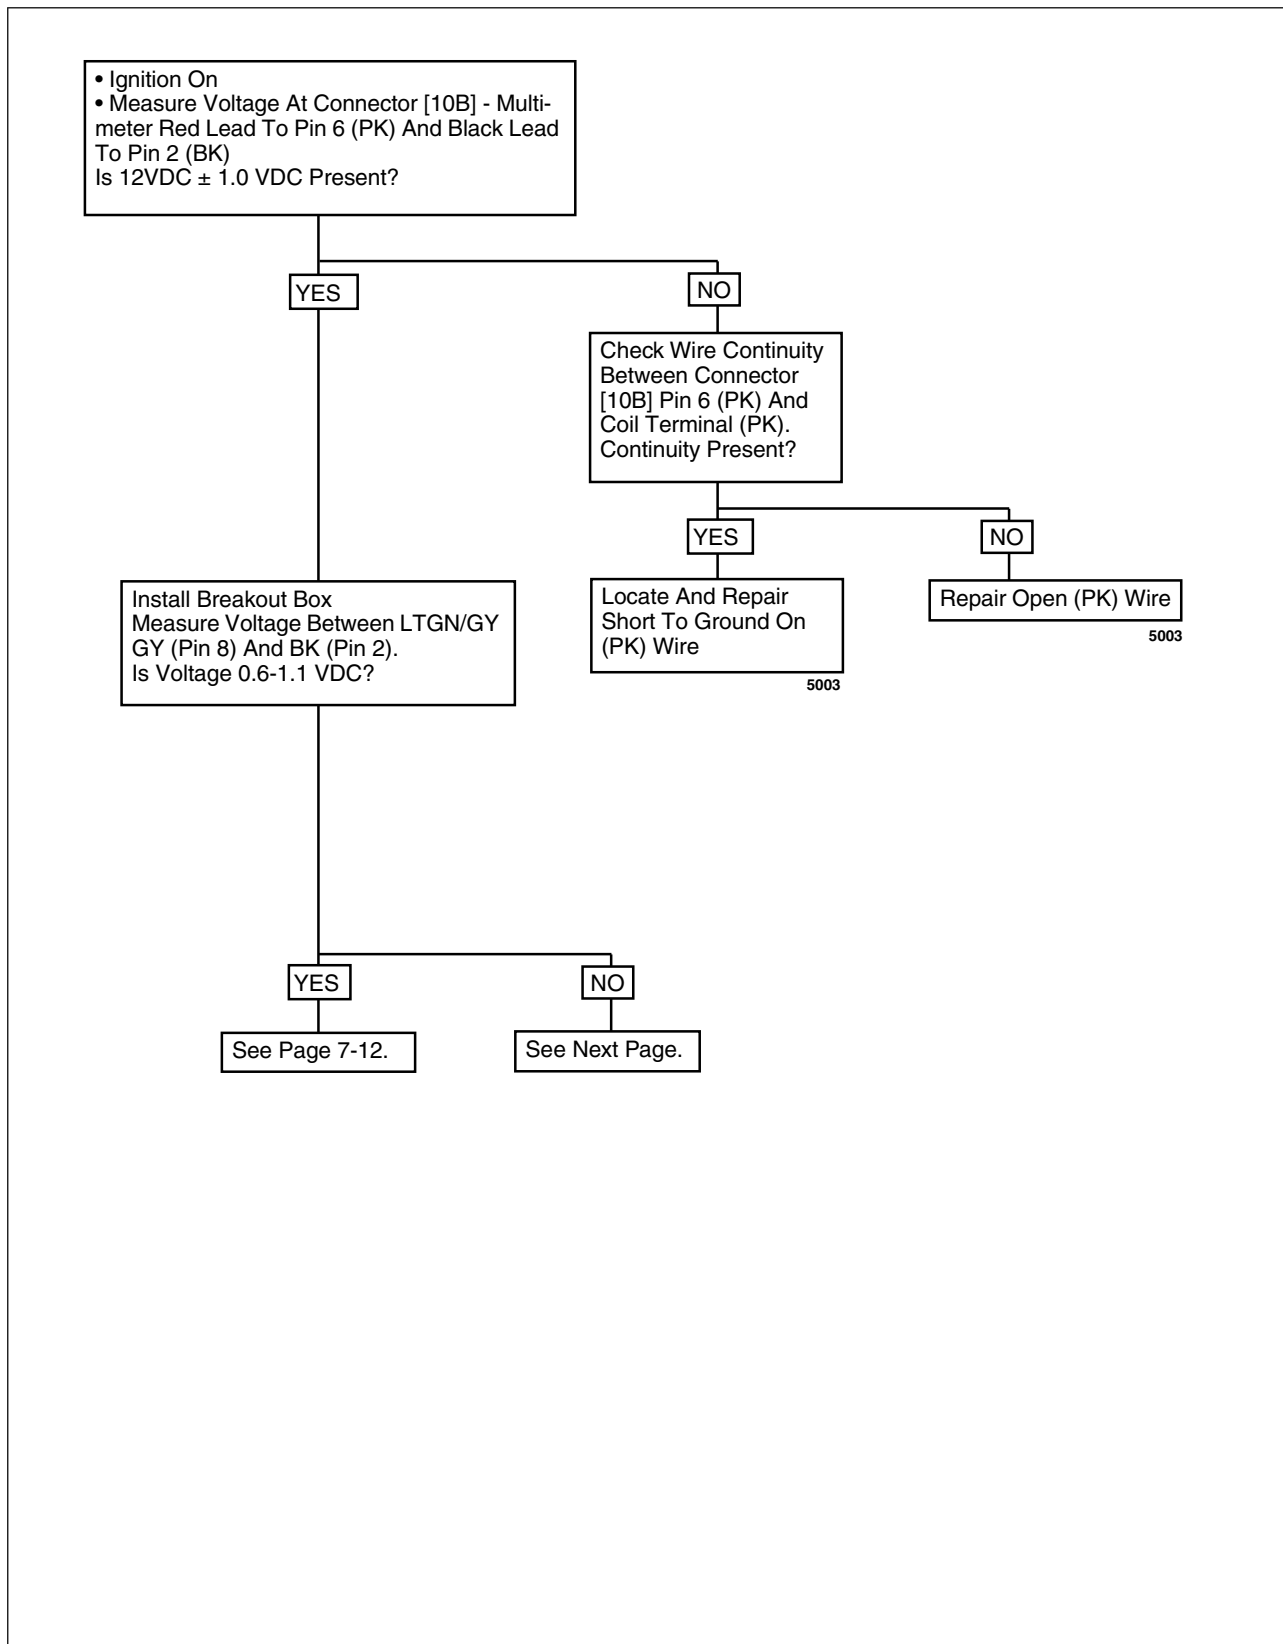 • Ignition On
• Measure Voltage At Connector [10B] - Multi-
meter Red Lead To Pin 6 (PK) And Black Lead
To Pin 2 (BK)
Is 12VDC ± 1.0 VDC Present?
YES
NO
Check Wire Continuity
Between Connector
[10B] Pin 6 (PK) And
Coil Terminal (PK).
Continuity Present?
YES
NO
Locate And Repair
Short To Ground On
(PK) Wire
5003
Repair Open (PK) Wire
5003
Install Breakout Box
Measure Voltage Between LTGN/GY
GY (Pin 8) And BK (Pin 2).
Is Voltage 0.6-1.1 VDC?
YES
NO
See Page 7-12.
See Next Page.